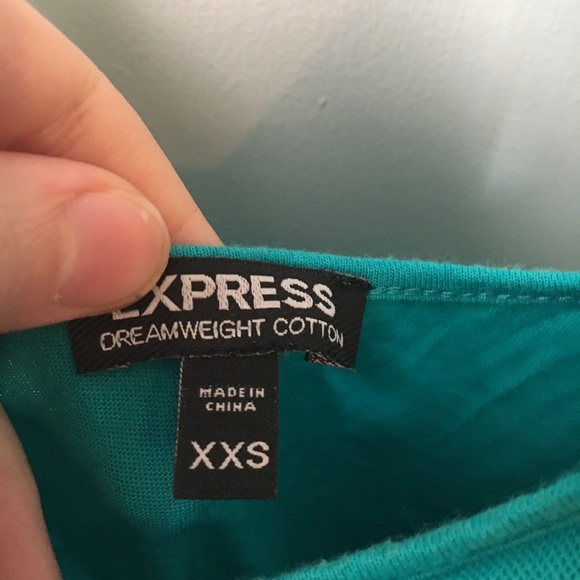 EXPRESS
DREAMWEIGHT COTTON
MADE IN
CHINA
XXS